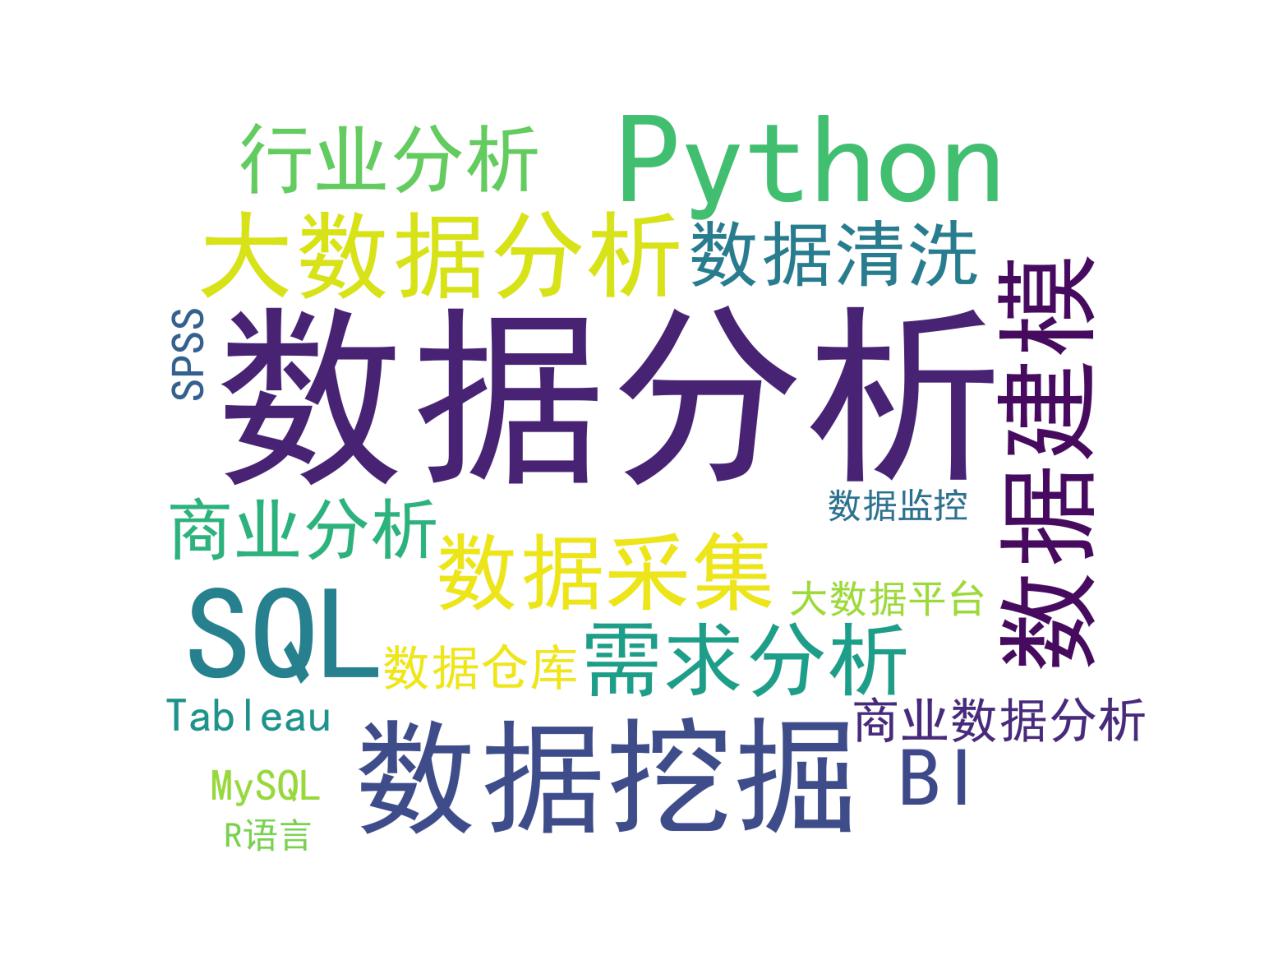 行业分析
Python
大数据分析
数据清洗
SPSS
数据分析
数据建模
商业分析
数据监控
数据采集
大数据平台
SQL
数据仓库
需求分析
Tableau
商业数据分析
数据挖掘
BI
MySQL
R语言